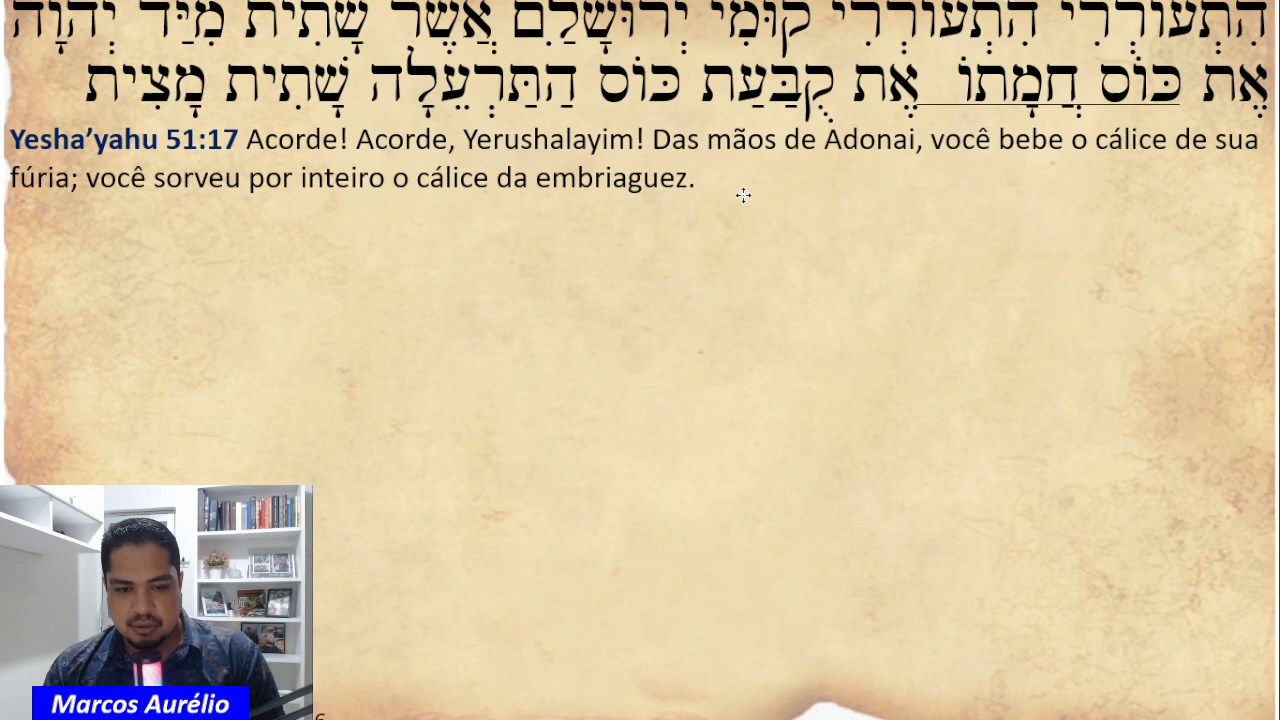 הִתְעוֹרְרִי הִתְעוֹרְרִי קוּמִי יְרוּשָׁלַ‍ִם אֲשֶׁר שָׁתִית מִיַּד יְהוָה
אֶת כּוֹס חֲמָתוֹ אֶת קֻבַּעַת כּוֹס הַתַּרְעֵלָה שָׁתִית מָצִית
Yesha’yahu 51:17 Acorde! Acorde, Yerushalayim! Das mãos de Adonai, você bebe o cálice de sua
fúria; você sorveu por inteiro o cálice da embriaguez.
Marcos Aurélio